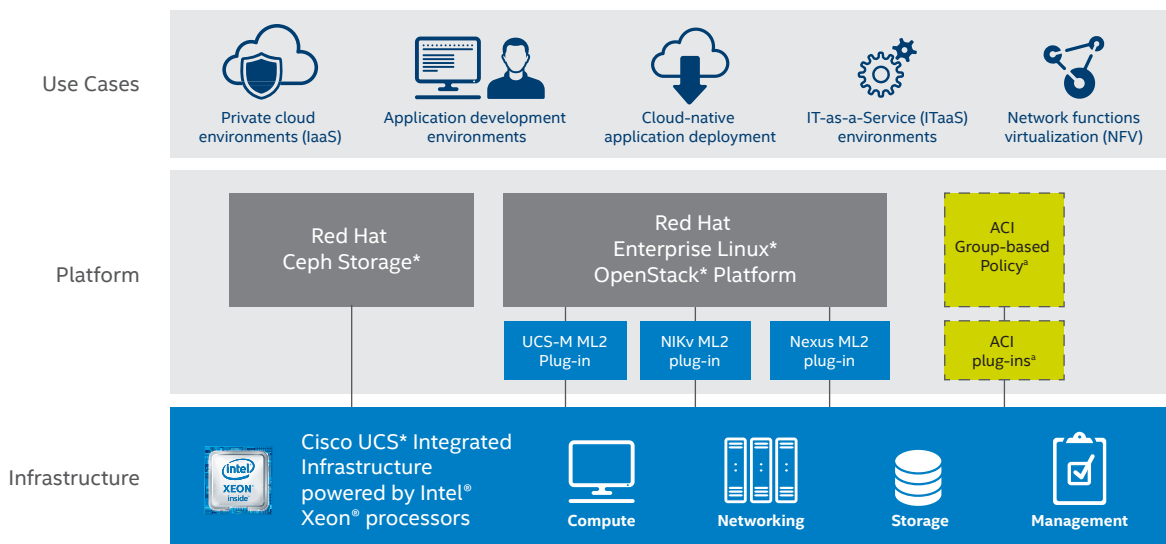 Use Cases
Private cloud
environments (IaaS)
Application development
environments
Cloud-native
application deployment
IT-as-a-Service (ITaaS)
environments
Network functions
virtualization (NFV)
Platform
Red Hat
Ceph Storage*
Red Hat
Enterprise Linux*
OpenStack* Platform
ACI
Group-based
Policyᵃ
UCS-M ML2
Plug-in
NIKv ML2
plug-in
Nexus ML2
plug-in
ACI
plug-insᵃ
Infrastructure
(intel)
XEON
inside
Cisco UCS* Integrated
Infrastructure
powered by Intel®
Xeon® processors
Compute
Networking
Storage
Management